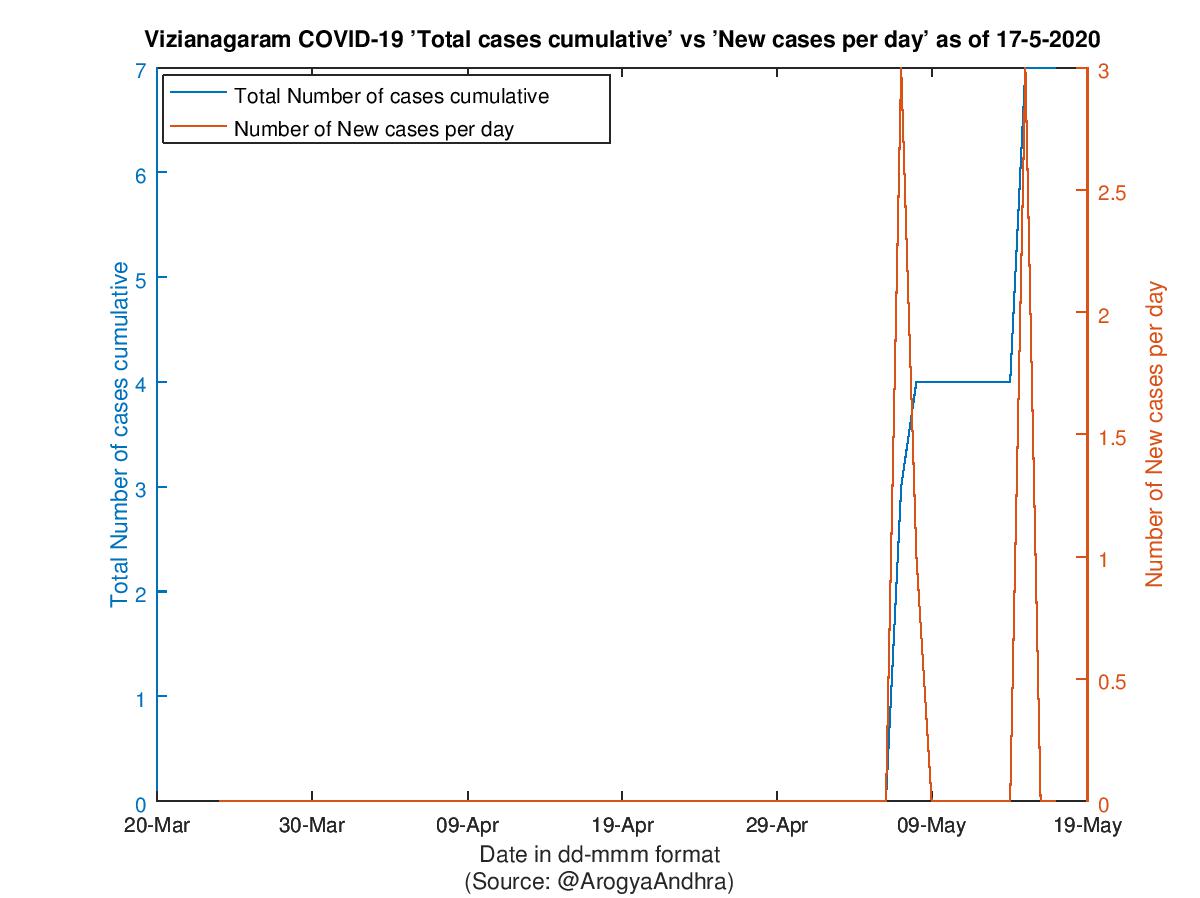 Vizianagaram COVID-19 ’Total cases cumulative’ vs ’New cases per day’ as of 17-5-2020
Total Number of cases cumulative
Number of New cases per day
7
6
5
4
3
2
1
0
Total Number of cases cumulative
3
2.5
2
1.5
1
0.5
0
Number of New cases per day
20-Mar 30-Mar 09-Apr 19-Apr 29-Apr 09-May 19-May
Date in dd-mmm format
(Source: @ArogyaAndhra)